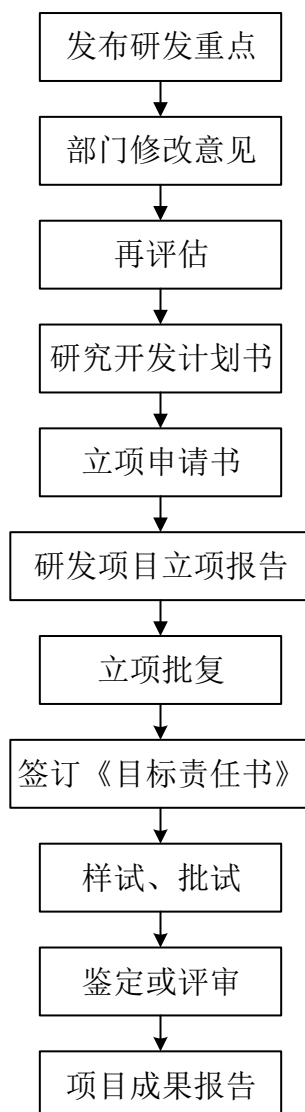 发布研发重点
部门修改意见
再评估
研究开发计划书
立项申请书
研发项目立项报告
立项批复
签订《目标责任书》
样试、批试
鉴定或评审
项目成果报告